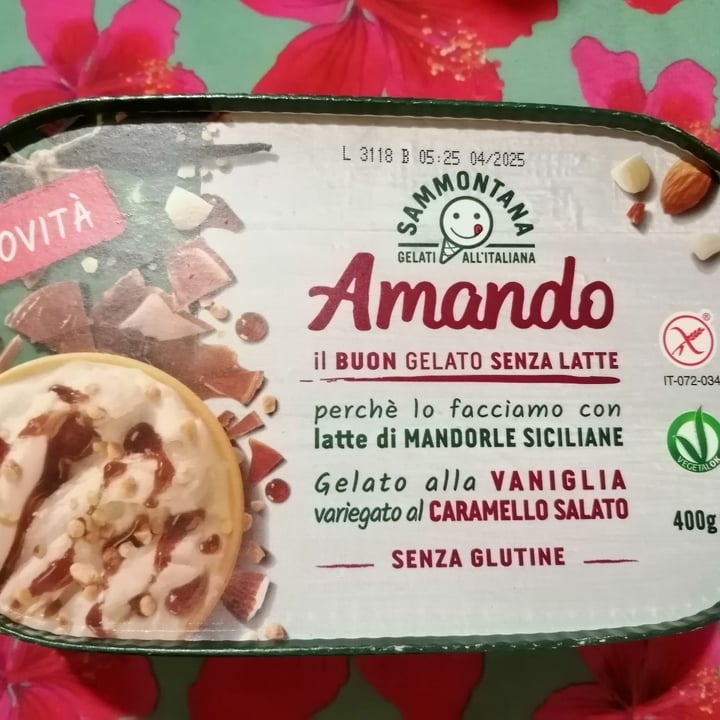 L 3118 B 05:25 04/2025
SAMMONTANA
GELATI ALL'ITALIANA
OVITÀ
Amando
il BUON GELATO SENZA LATTE
perchè lo facciamo con
latte di MANDORLE SICILIANE
Gelato alla VANIGLIA
variegato al CARAMELLO SALATO
SENZA GLUTINE
®
IT-072-034
VEGETALOK
400g